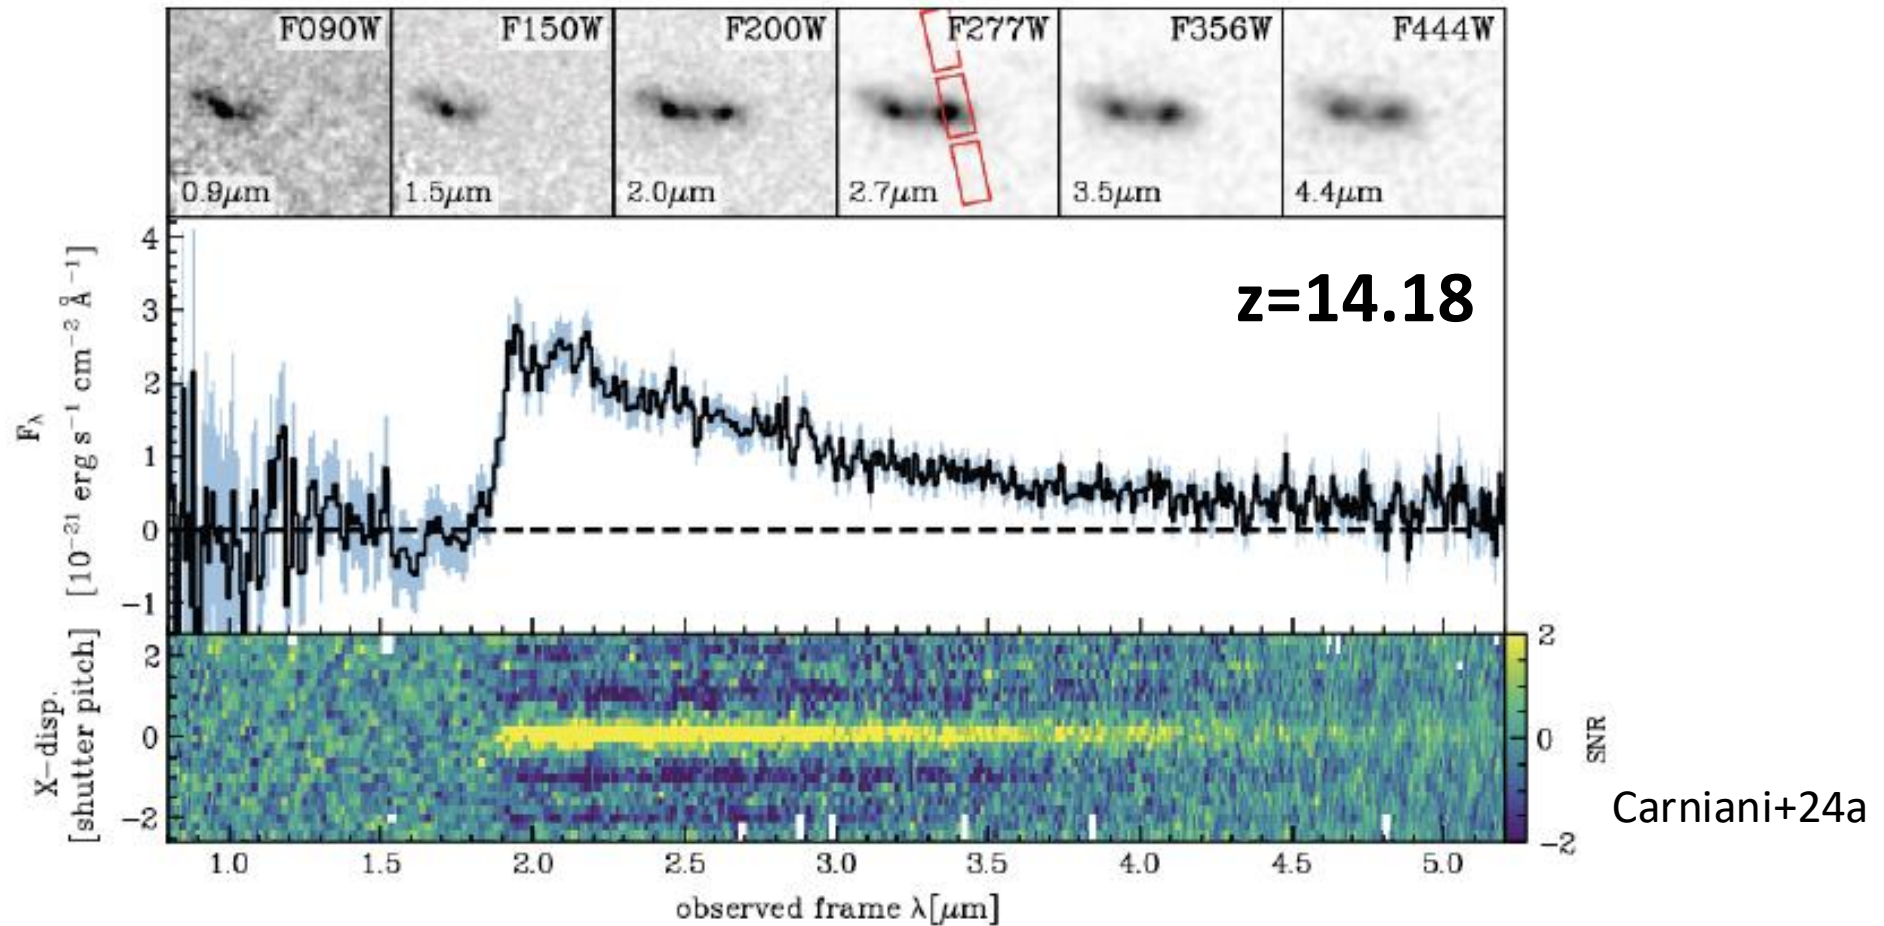 F090W F150W F200W F277W F356W F444W
0.9μm 1.5μm 2.0μm 2.7μm 3.5μm 4.4μm
z=14.18
4
3
2
1
0
−1
F_λ
[10⁻²¹ erg s⁻¹ cm⁻² Å⁻¹]
2
0
−2
X−disp.
[shutter pitch]
2
0
−2
SNR
Carniani+24a
1.0 1.5 2.0 2.5 3.0 3.5 4.0 4.5 5.0
observed frame λ[μm]